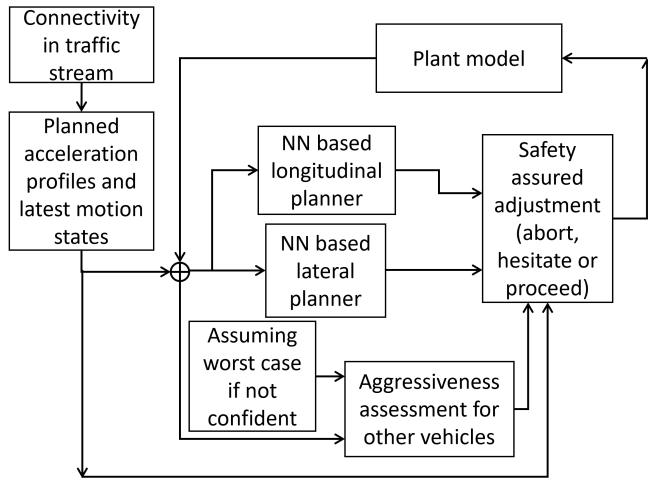 Connectivity
in traffic
stream
Planned
acceleration
profiles and
latest motion
states
Plant model
NN based
longitudinal
planner
NN based
lateral
planner
Safety
assured
adjustment
(abort,
hesitate or
proceed)
Assuming
worst case
if not
confident
Aggressiveness
assessment for
other vehicles